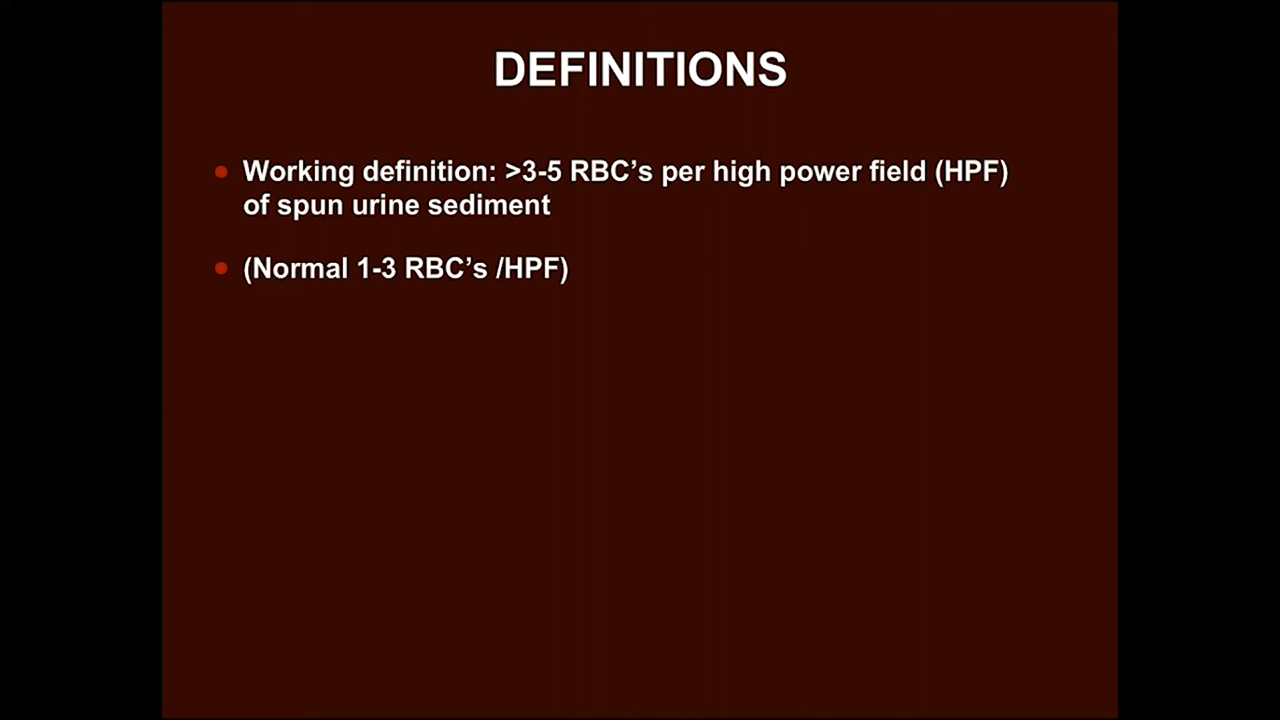 DEFINITIONS
Working definition: >3-5 RBC’s per high power field (HPF)
of spun urine sediment
(Normal 1-3 RBC’s /HPF)